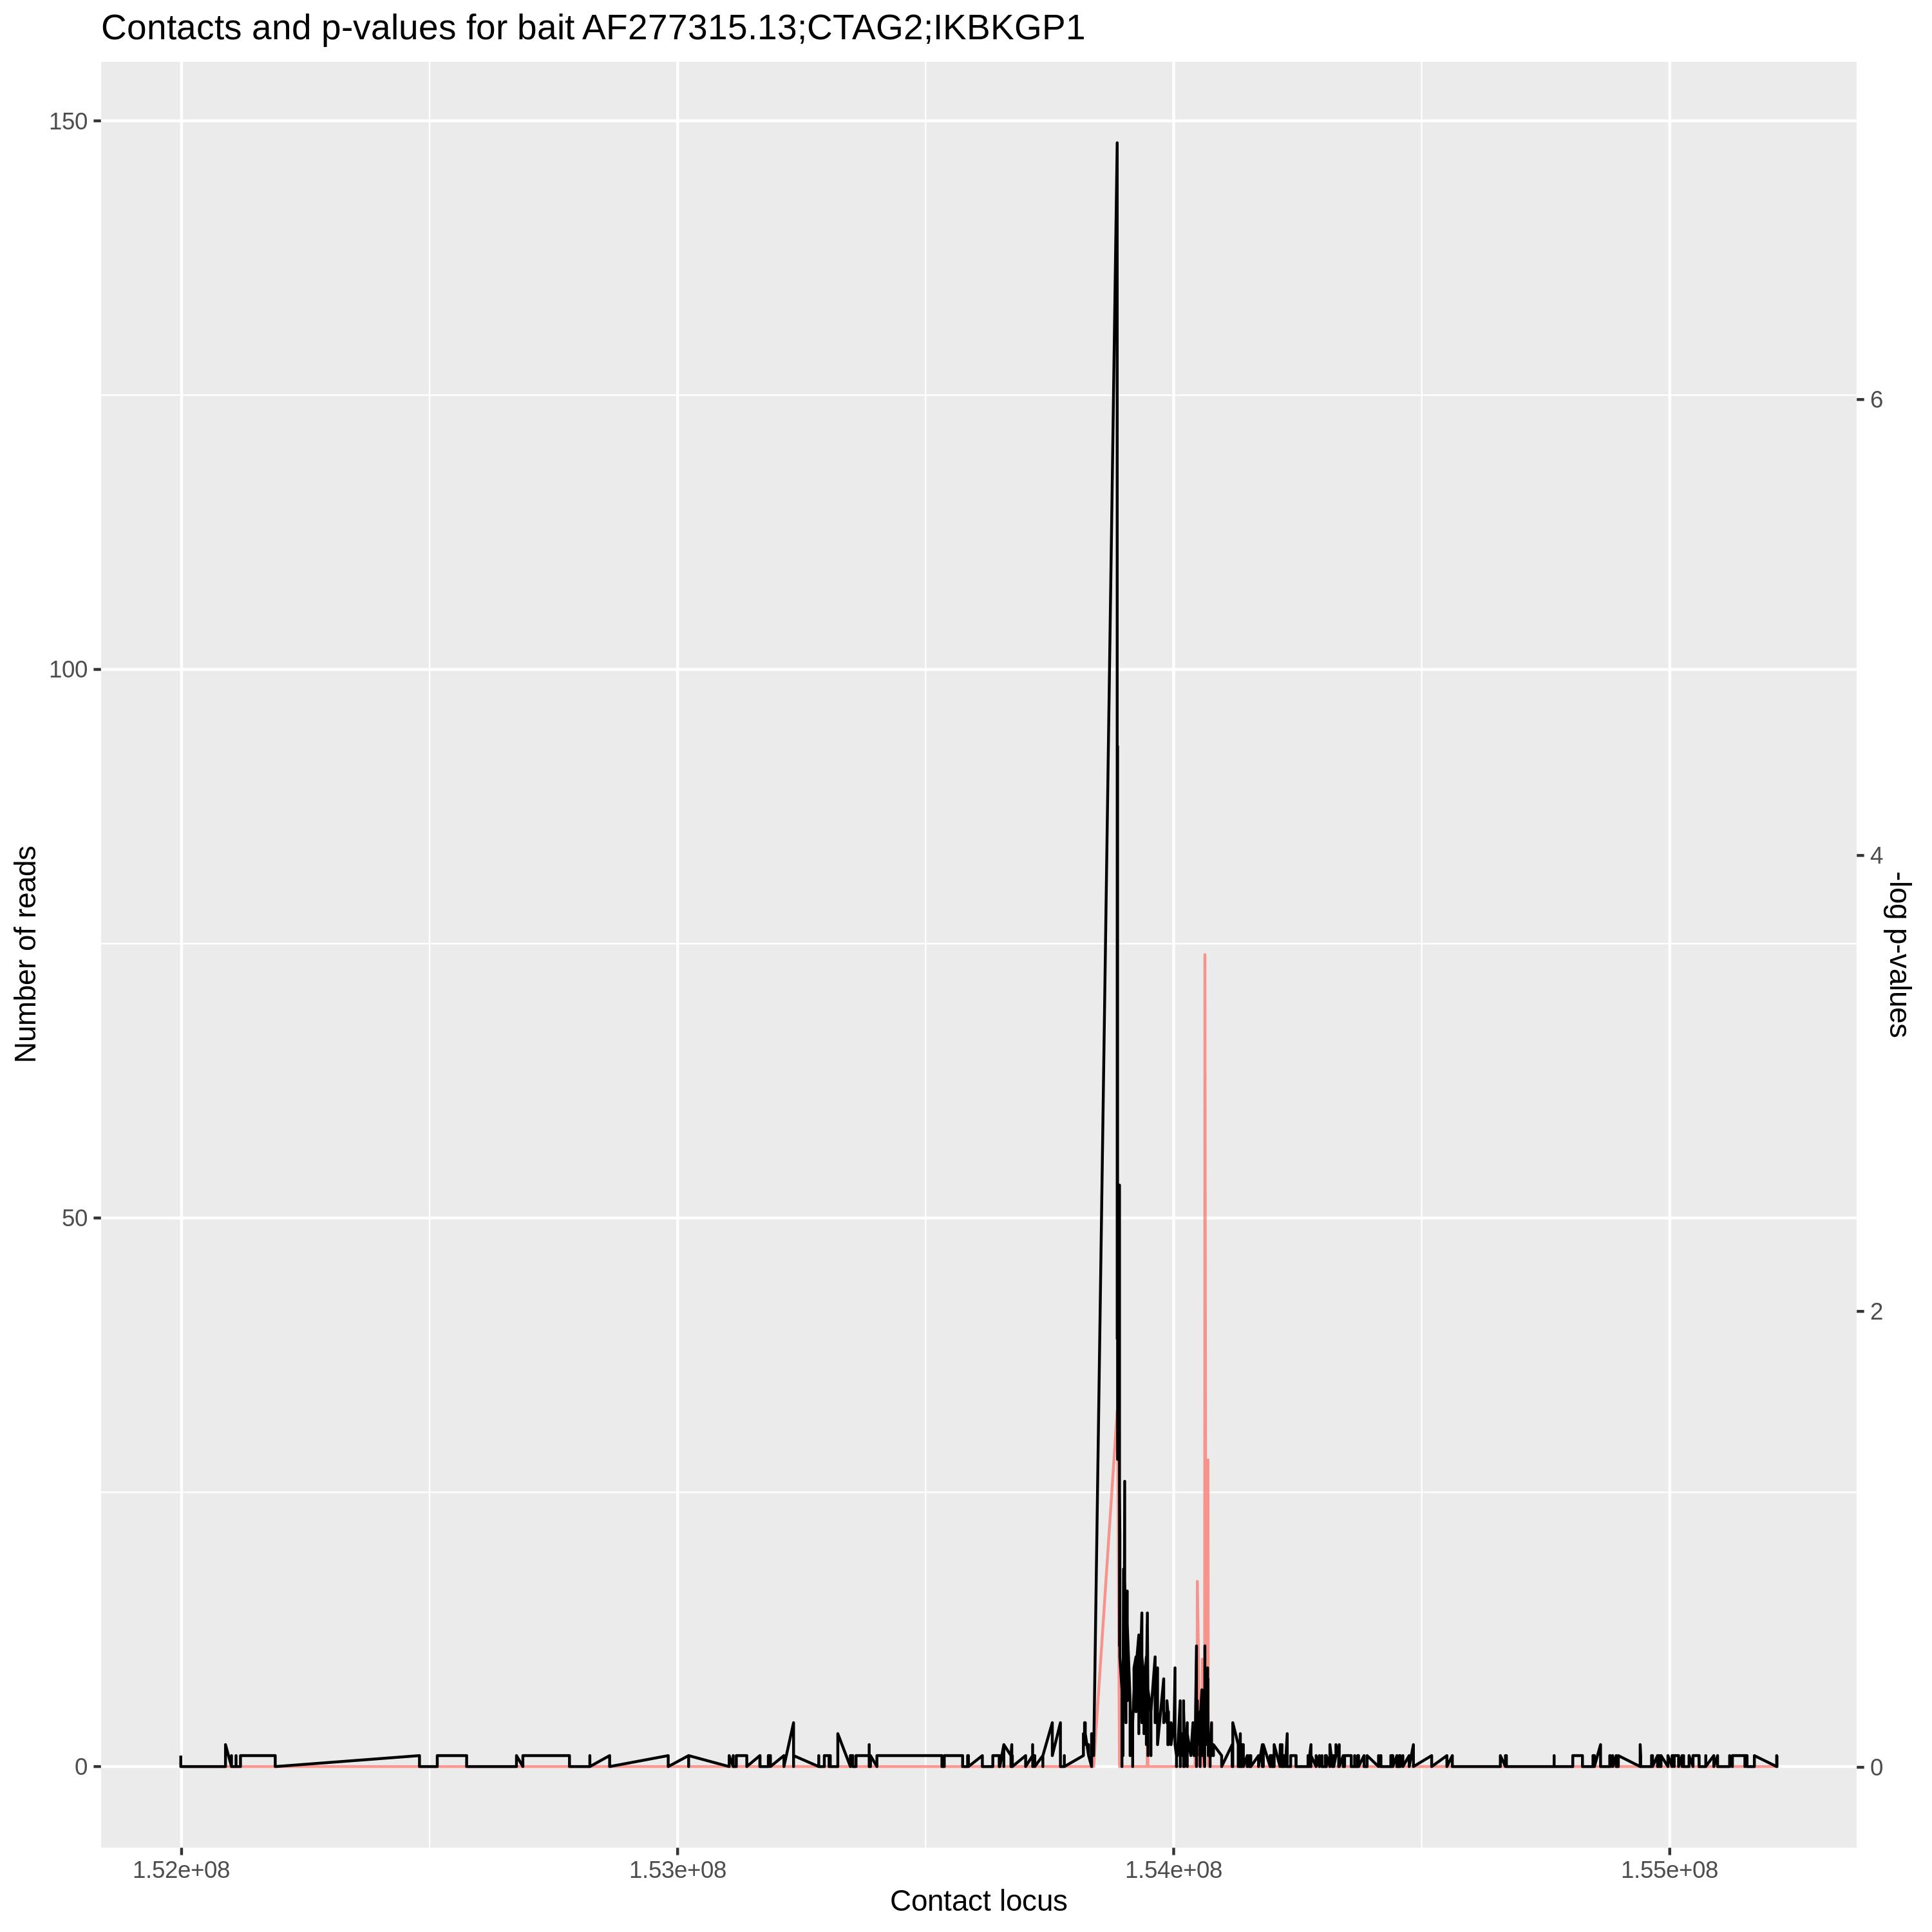 Contacts and p-values for bait AF277315.13;CTAG2;IKBKGP1
150
100
50
0
Number of reads
6
4
2
0
-log p-values
1.52e+08
1.53e+08
1.54e+08
1.55e+08
Contact locus